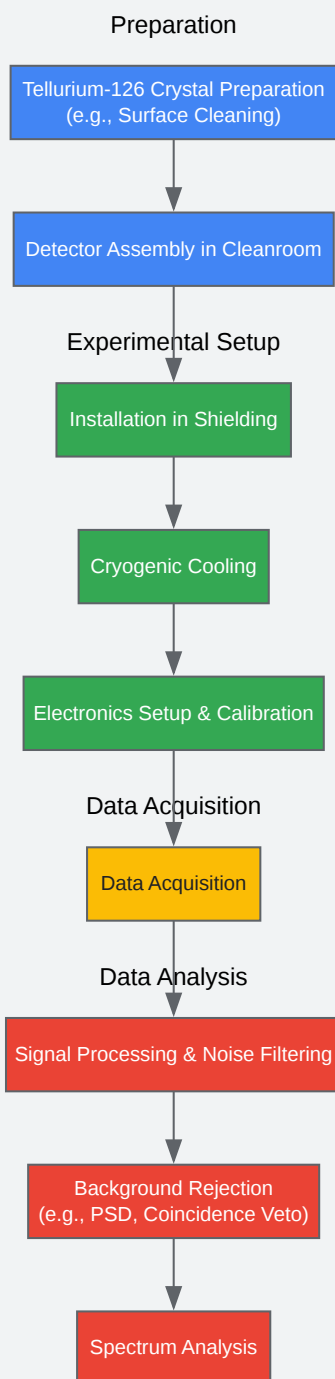 Preparation
Tellurium-126 Crystal Preparation
(e.g., Surface Cleaning)
Detector Assembly in Cleanroom
Experimental Setup
Installation in Shielding
Cryogenic Cooling
Electronics Setup & Calibration
Data Acquisition
Data Acquisition
Data Analysis
Signal Processing & Noise Filtering
Background Rejection
(e.g., PSD, Coincidence Veto)
Spectrum Analysis